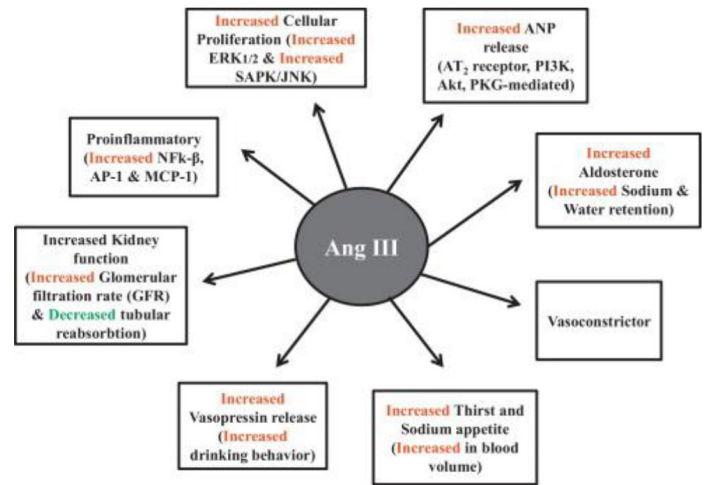 Increased Cellular
Proliferation (Increased
ERK1/2 & Increased
SAPK/JNK)
Increased ANP
release
(AT2 receptor, PI3K,
Akt, PKG-mediated)
Proinflammatory
(Increased NFk-β,
AP-1 & MCP-1)
Increased
Aldosterone
(Increased Sodium &
Water retention)
Ang III
Increased Kidney
function
(Increased Glomerular
filtration rate (GFR)
& Decreased tubular
reabsorbtion)
Vasoconstrictor
Increased
Vasopressin release
(Increased
drinking behavior)
Increased Thirst and
Sodium appetite
(Increased in blood
volume)